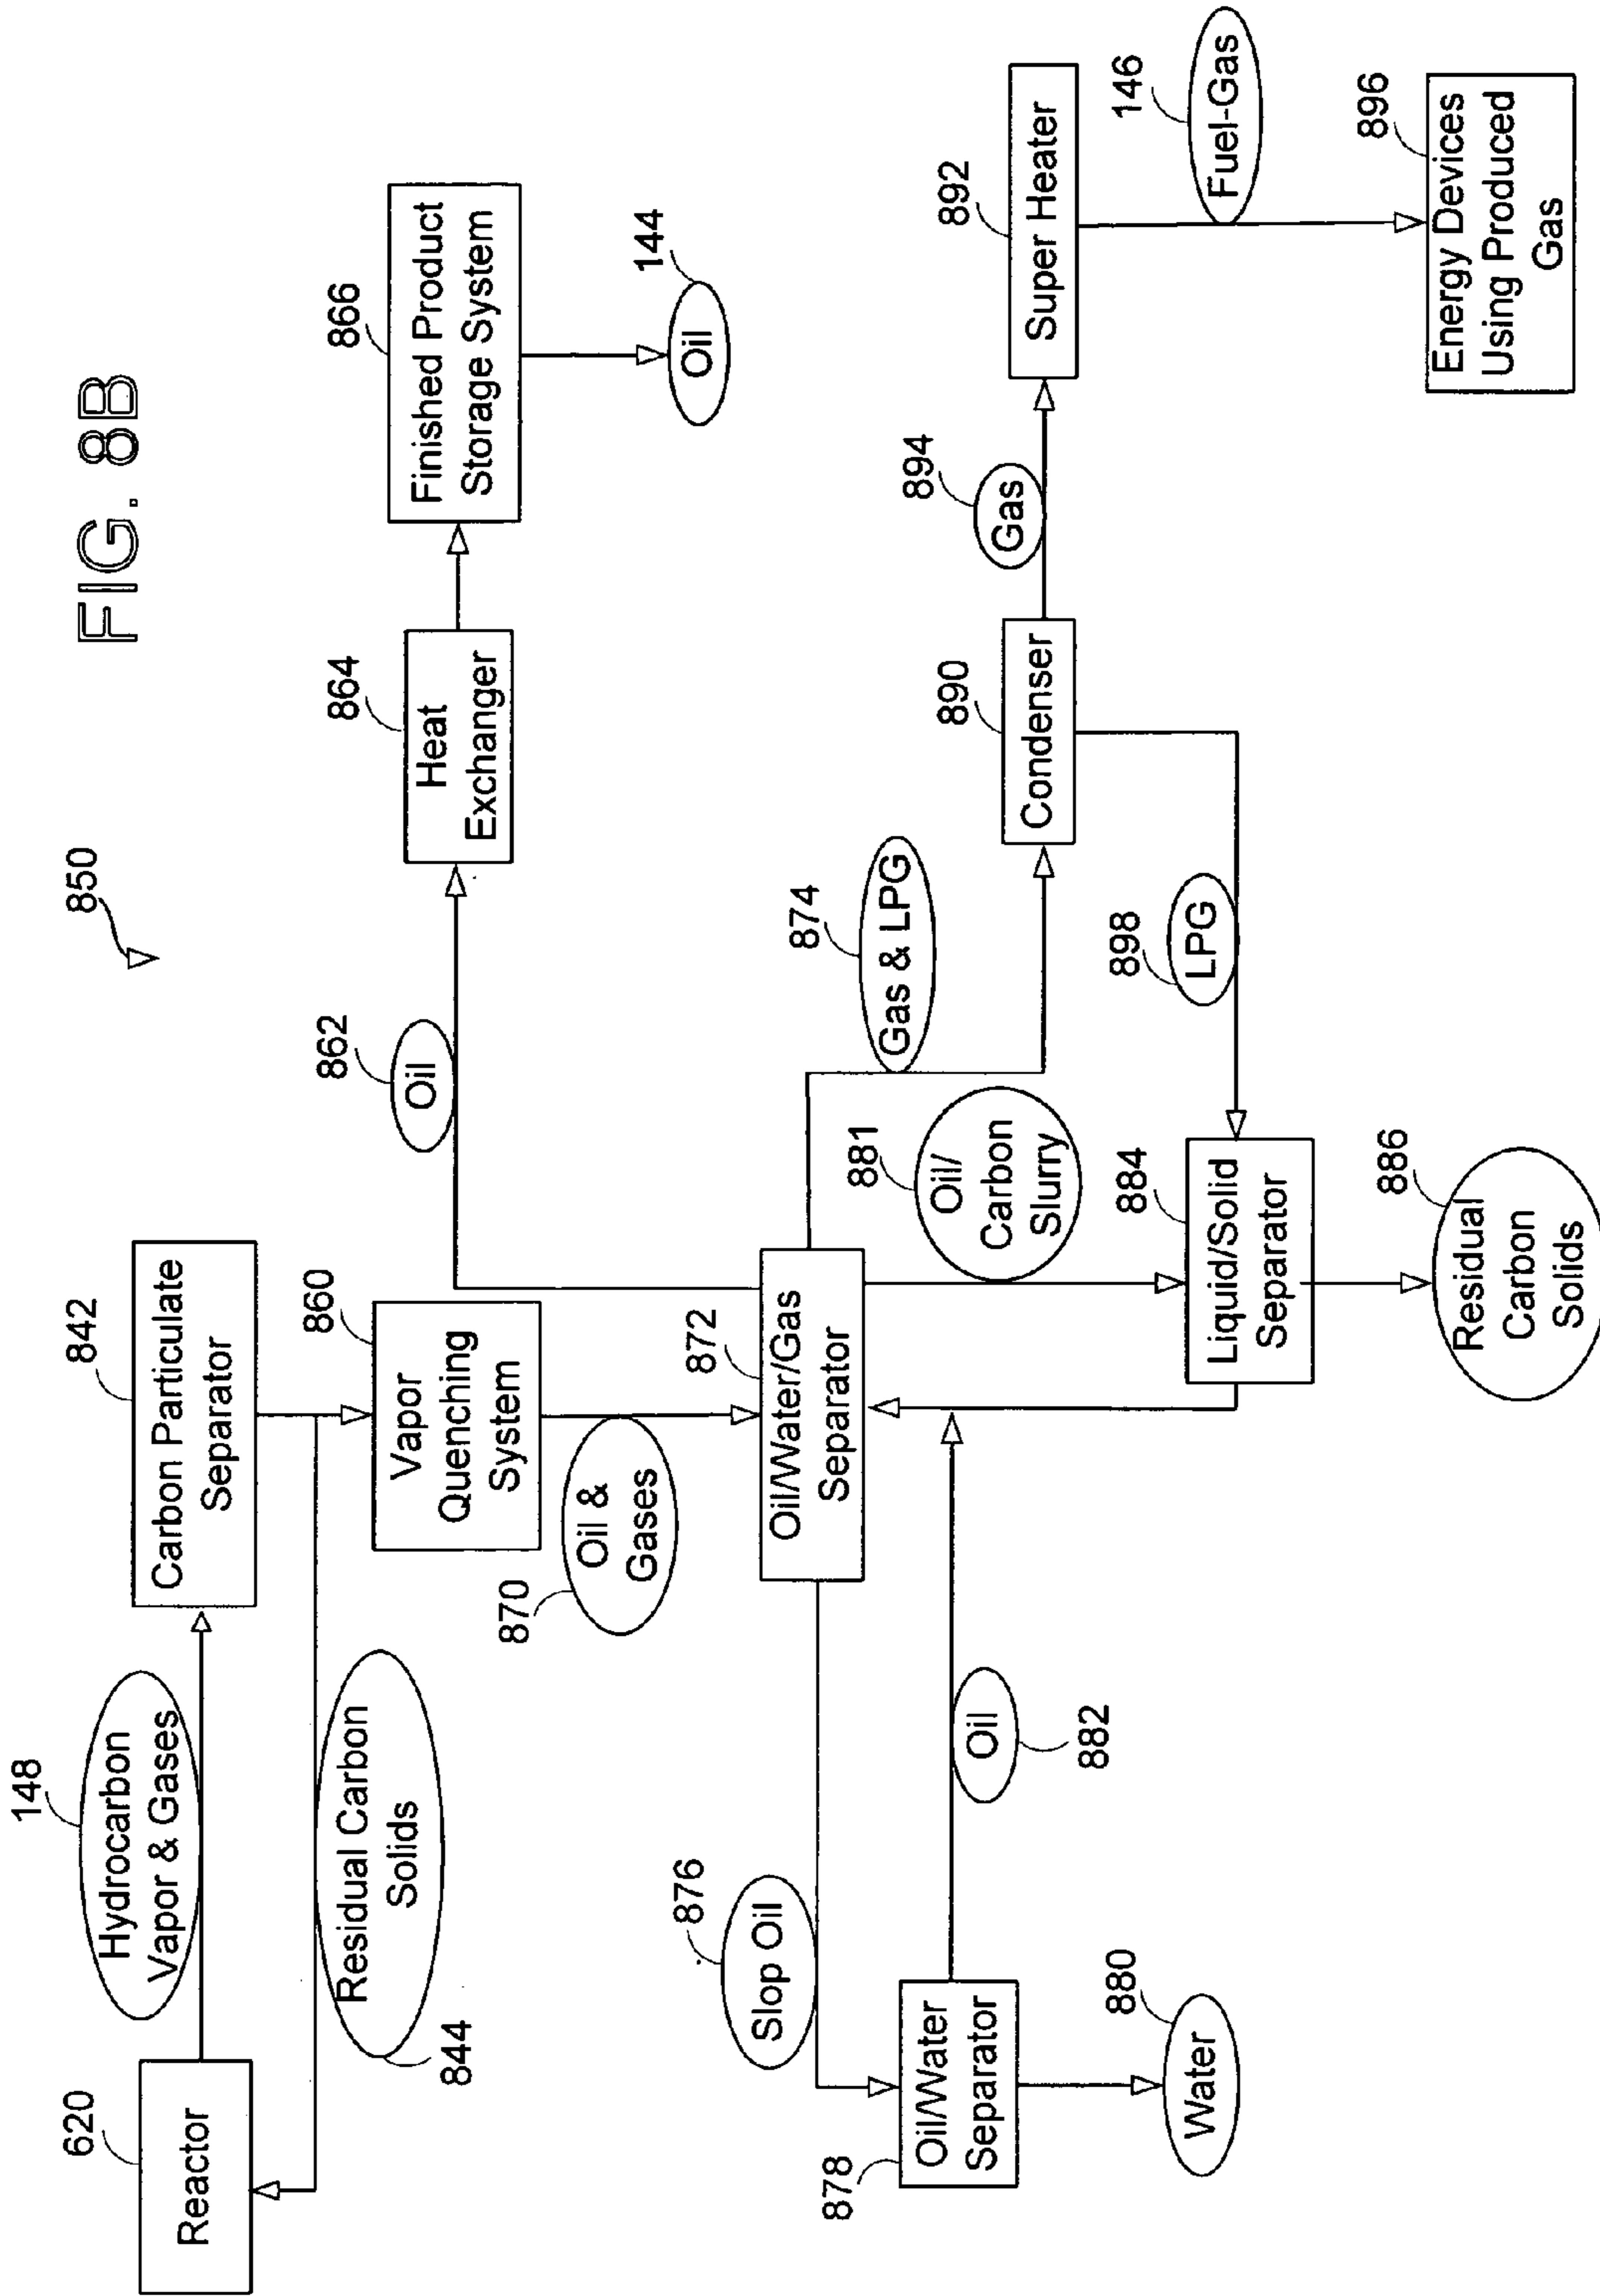 FIG. 8B
850
148
Hydrocarbon
Vapor & Gases
620
Reactor
842
Carbon Particulate
Separator
Residual Carbon
Solids
844
860
Vapor
Quenching
System
862
Oil
864
Heat
Exchanger
866
Finished Product
Storage System
144
Oil
870
Oil &
Gases
872
Oil/Water/Gas
Separator
874
Gas & LPG
876
Slop Oil
878
Oil/Water
Separator
880
Water
Oil
882
881
Oil/
Carbon
Slurry
884
Liquid/Solid
Separator
886
Residual
Carbon
Solids
890
Condenser
898
LPG
894
Gas
892
Super Heater
146
Fuel-Gas
896
Energy Devices
Using Produced
Gas